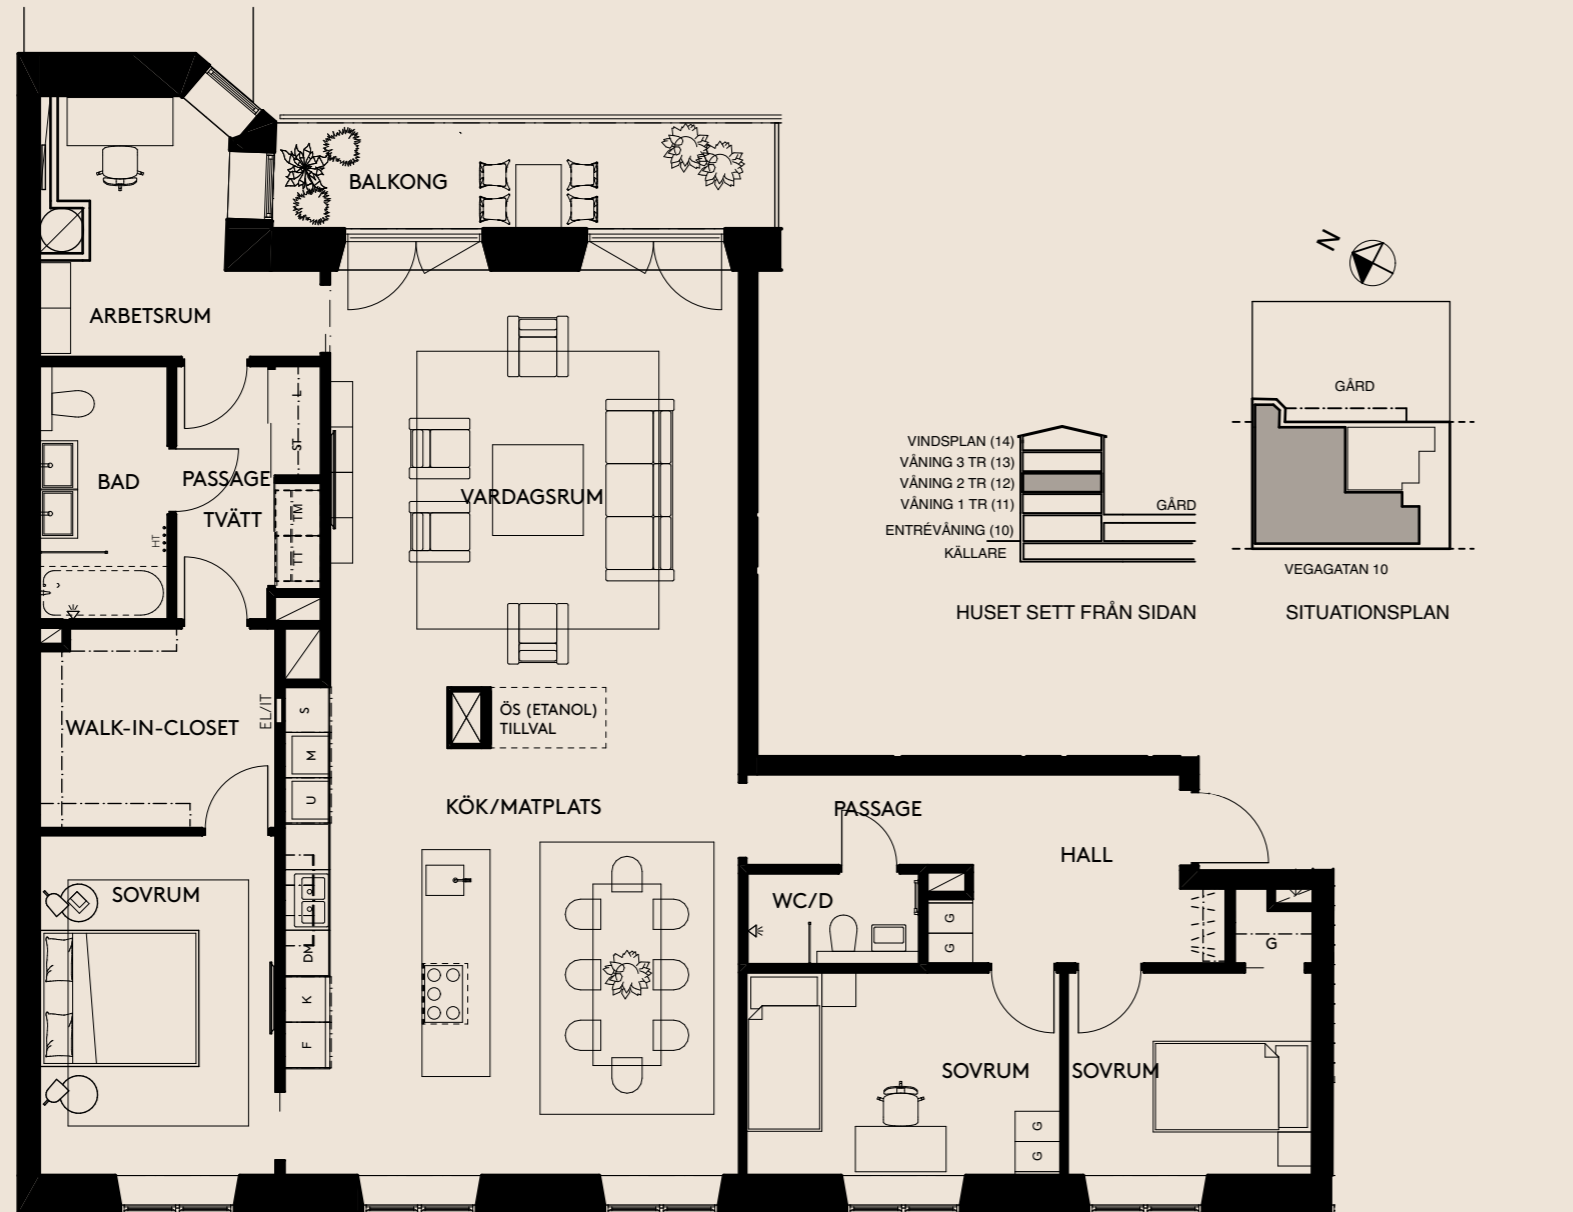 BALKONG
N
ARBETSRUM
L
ST
BAD
PASSAGE
TVÄTT
TM
TT
HT
VARDAGSRUM
GÅRD
VINDSPLAN (14)
VÅNING 3 TR (13)
VÅNING 2 TR (12)
VÅNING 1 TR (11)
GÅRD
ENTRÉVÅNING (10)
KÄLLARE
VEGAGATAN 10
HUSET SETT FRÅN SIDAN
SITUATIONSPLAN
WALK-IN-CLOSET
EL/IT
S
M
U
ÖS (ETANOL)
TILLVAL
KÖK/MATPLATS
PASSAGE
HALL
SOVRUM
WC/D
G
G
G
DM
K
F
SOVRUM
SOVRUM
G
G